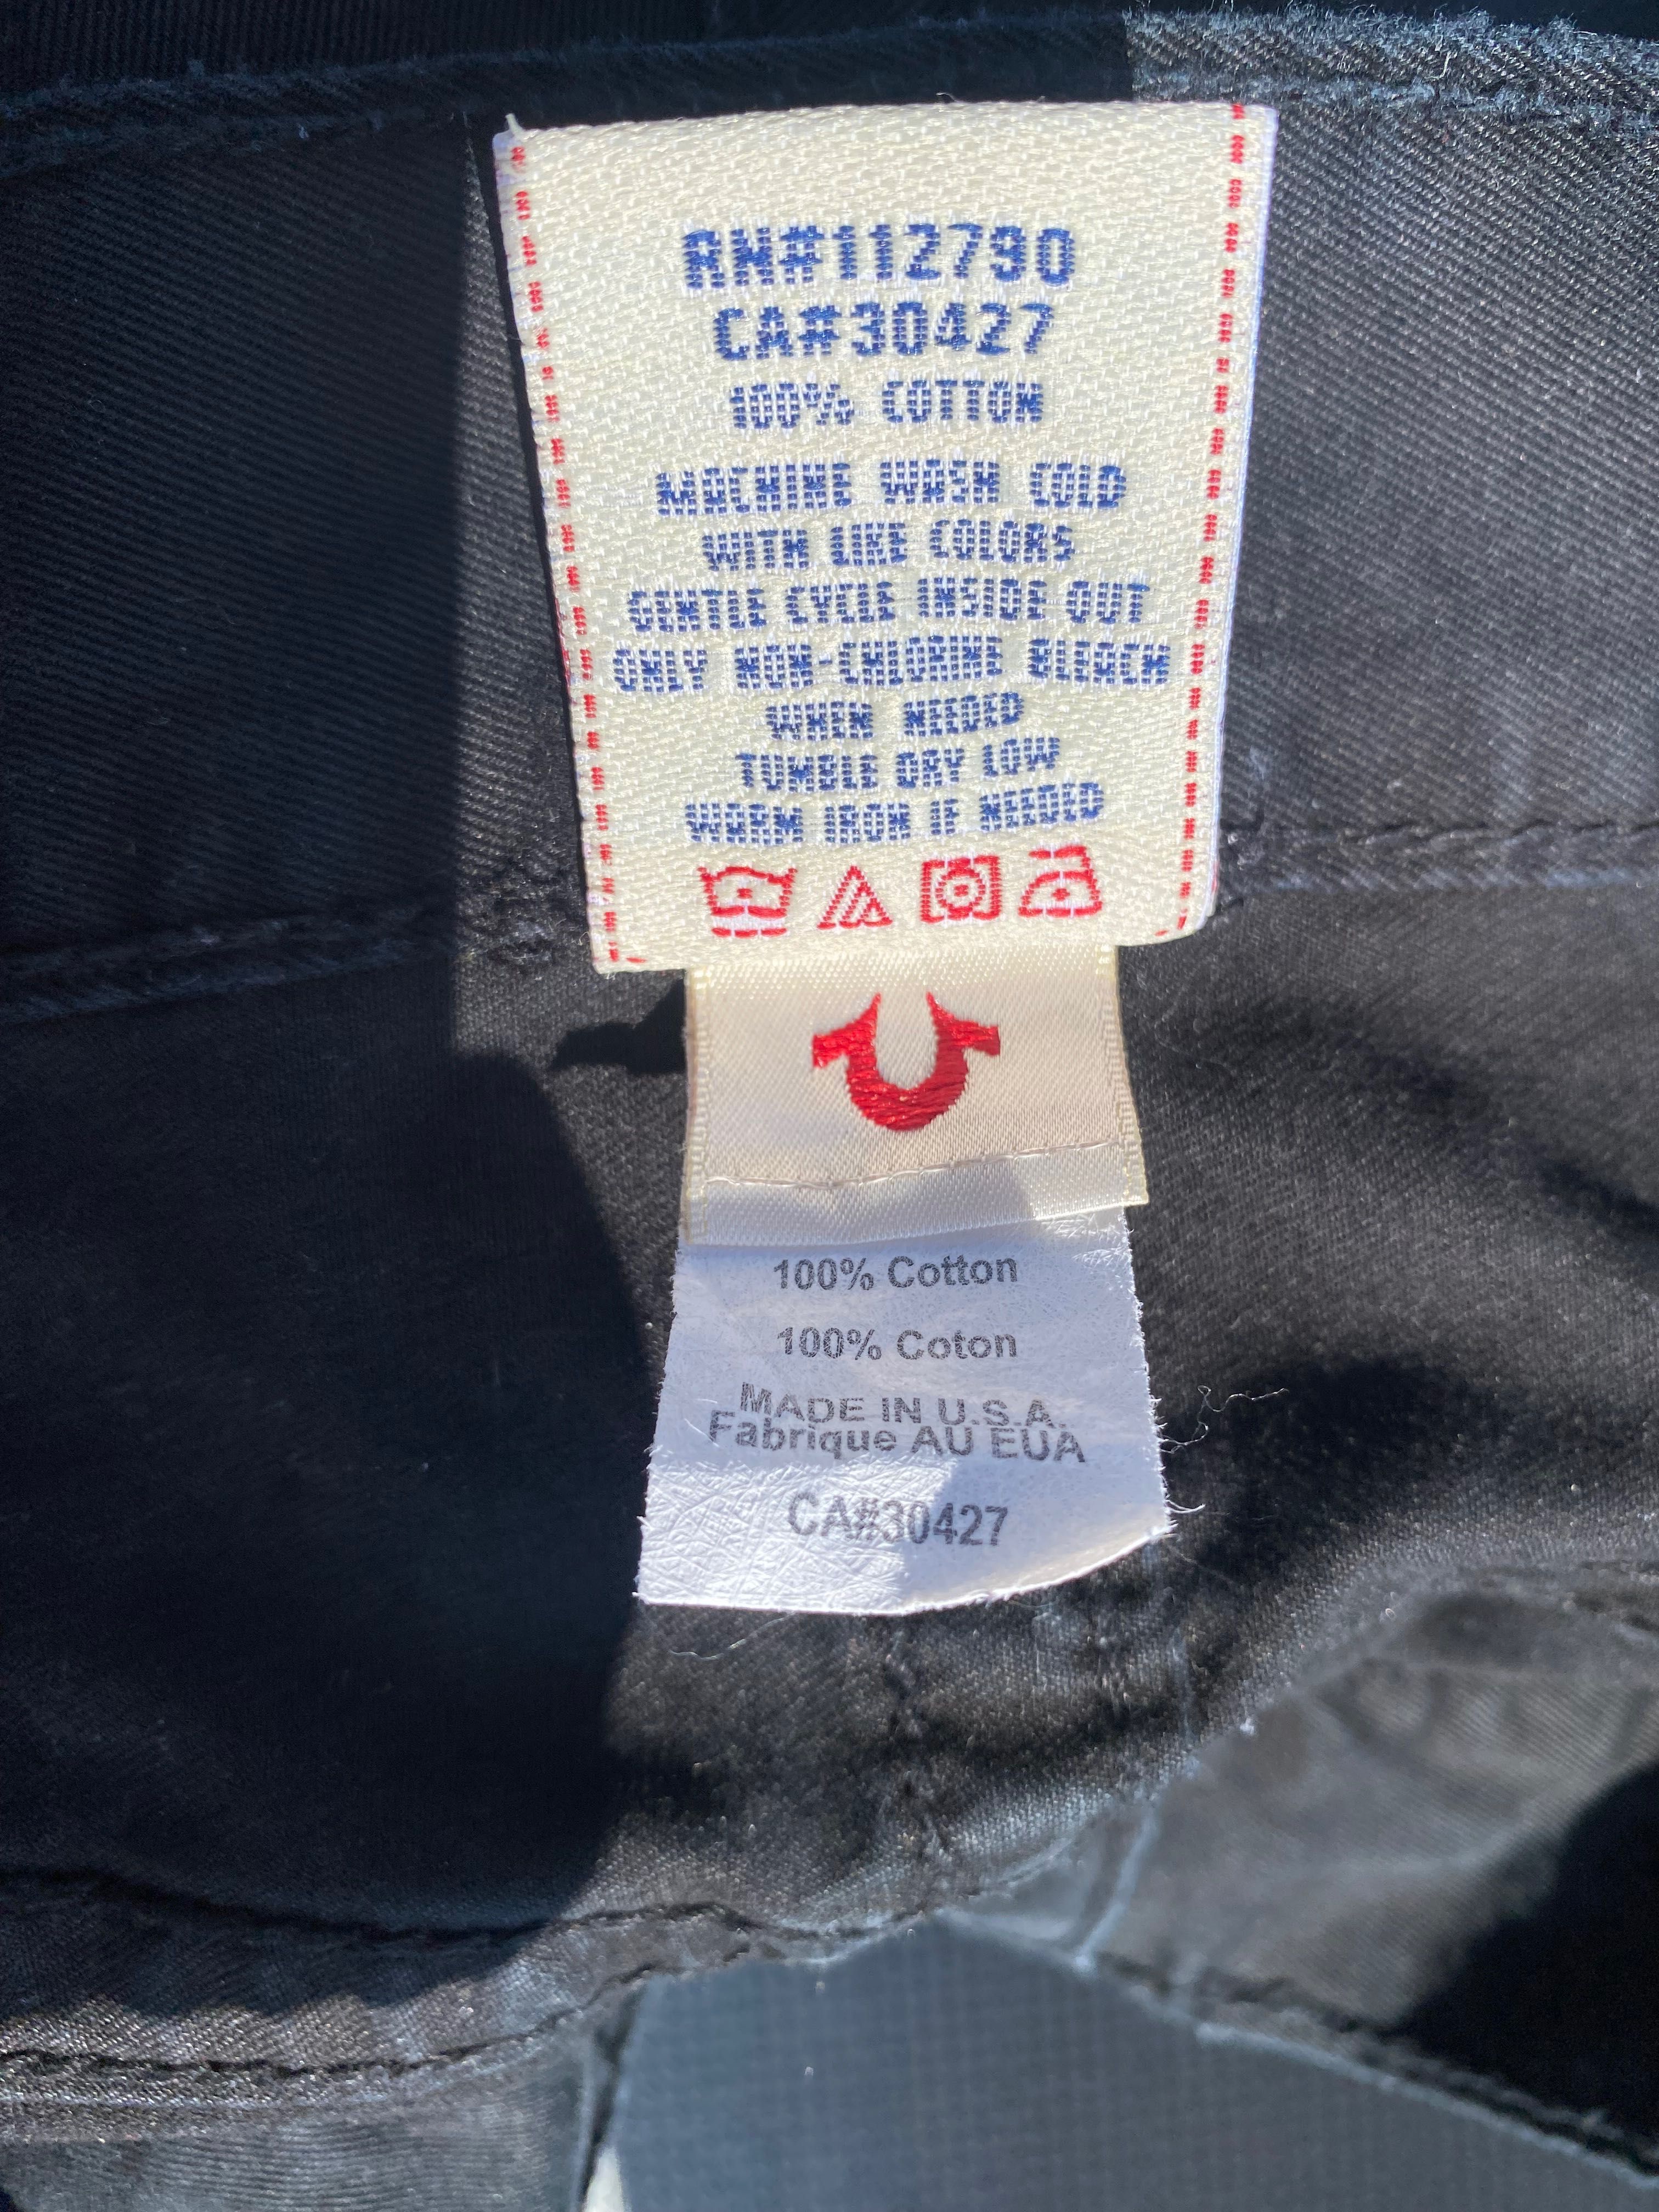 RN#112790
CA#30427
100% COTTON
MACHINE WASH COLD
WITH LIKE COLORS
GENTLE CYCLE INSIDE OUT
ONLY NON-CHLORINE BLEACH
WHEN NEEDED
TUMBLE DRY LOW
WARM IRON IF NEEDED
100% Cotton
100% Coton
MADE IN U.S.A.
Fabrique AU EUA
CA#30427